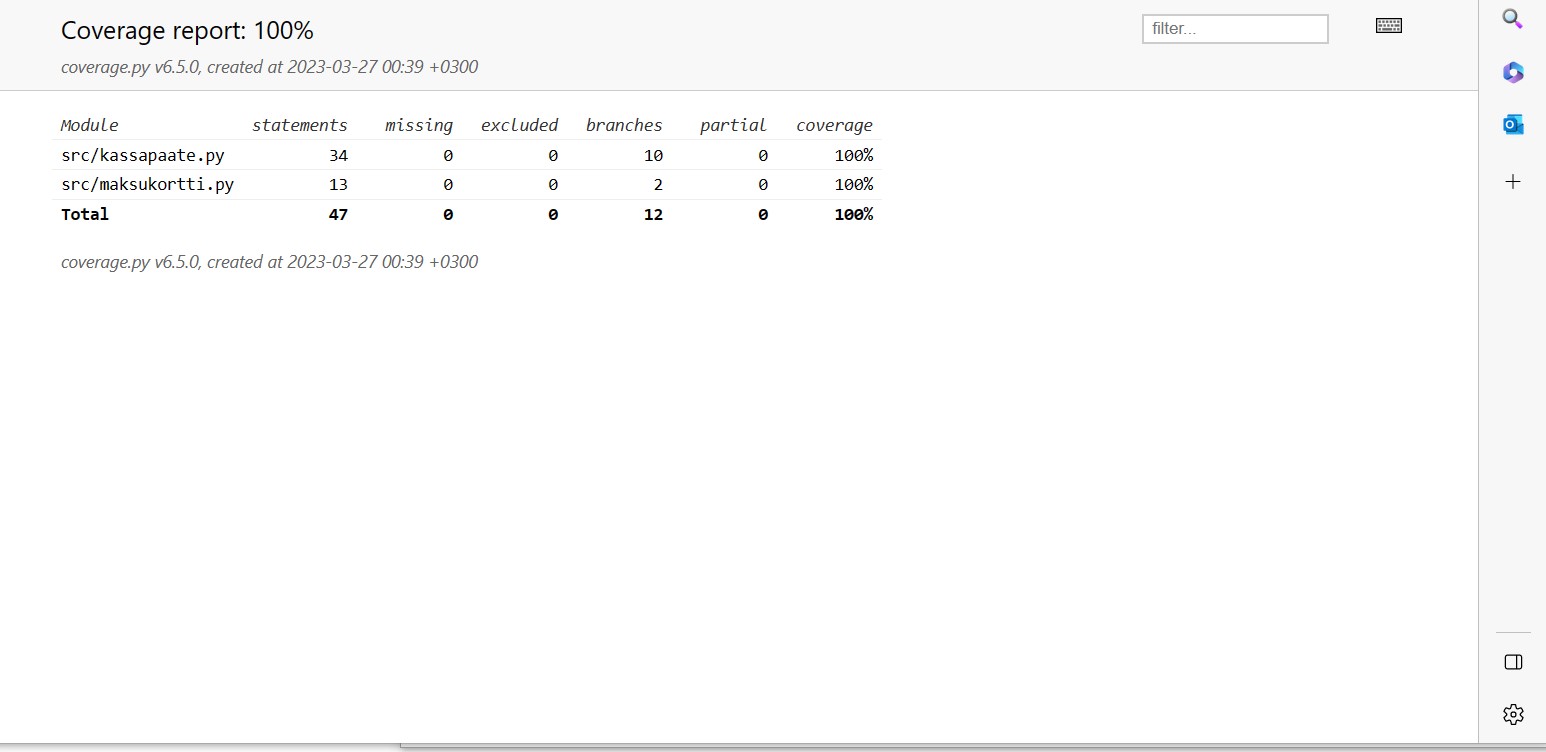 Coverage report: 100%
filter...
coverage.py v6.5.0, created at 2023-03-27 00:39 +0300
Module statements missing excluded branches partial coverage
src/kassapaate.py 34 0 0 10 0 100%
src/maksukortti.py 13 0 0 2 0 100%
Total 47 0 0 12 0 100%
coverage.py v6.5.0, created at 2023-03-27 00:39 +0300